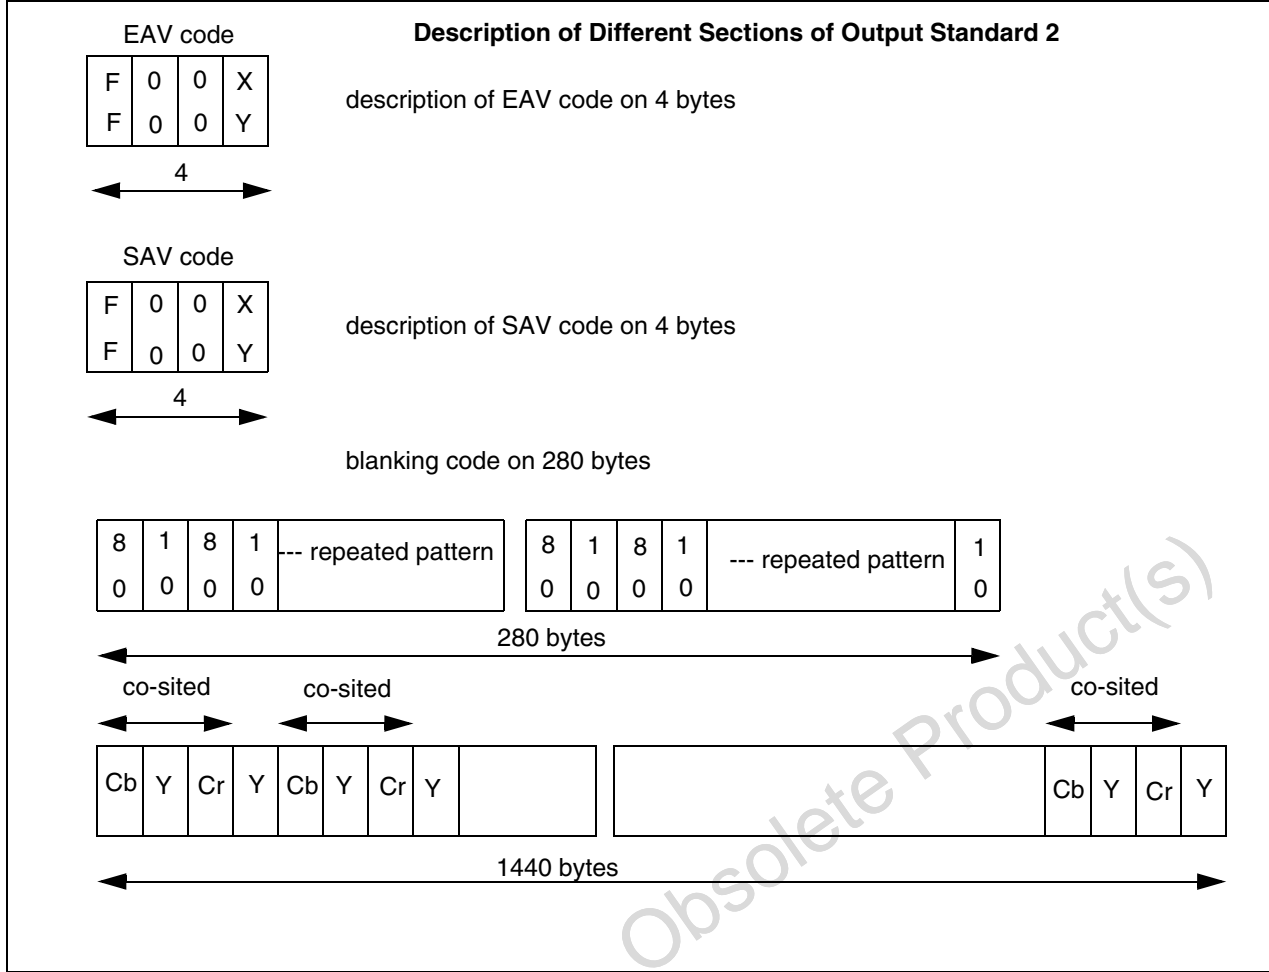 EAV code
Description of Different Sections of Output Standard 2
F 0 0 X
F 0 0 Y
description of EAV code on 4 bytes
4
SAV code
F 0 0 X
F 0 0 Y
description of SAV code on 4 bytes
4
blanking code on 280 bytes
8 1 8 1 --- repeated pattern 8 1 8 1 --- repeated pattern 1
0 0 0 0 0 0 0 0 0
280 bytes
co-sited co-sited co-sited
Cb Y Cr Y Cb Y Cr Y Cb Y Cr Y
1440 bytes
Obsolete Product(s)